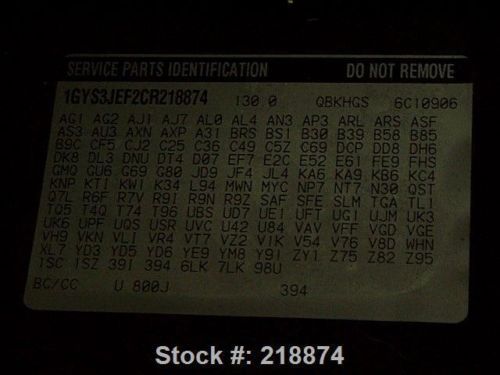 SERVICE PARTS IDENTIFICATION DO NOT REMOVE
1GYS3JEF2CR218874 130 0 QBKHGS 6C10906
AG1 AG2 AJ1 AJ7 AL0 AL4 AN3 AP3 ARL ARS ASF
AS3 AU3 AXN AXP A31 BRS BS1 B30 B39 B58 B85
B9C CF5 CJ2 C25 C36 C49 C5Z C69 DCP DD8 DH6
DK8 DL3 DNU DT4 D07 EF7 E2C E52 E61 FE9 FHS
GMQ GU6 G69 G80 JD9 JF4 JL4 KA6 KA9 KB6 KC4
KNP KT1 KW1 K34 L94 MWN MYC NP7 NT7 N30 QST
Q7L R6F R7V R9I R9N R9Z SAF SFE SLM TGA TL1
TQ5 T4Q T74 T96 UBS UD7 UE1 UFT UG1 UJM UK3
UK6 UPF UQS USR UVC U42 U84 VAV VFF VGD VGE
VH9 VKN VLI VR4 VT7 VZ2 V1K V54 V76 V8D WHN
XL7 YD3 YD5 YD6 YE9 YM8 Y91 ZY1 Z75 Z82 Z95
1SC 1SZ 39I 394 6LK 7LK 98U
BC/CC U 800J 394
Stock #: 218874